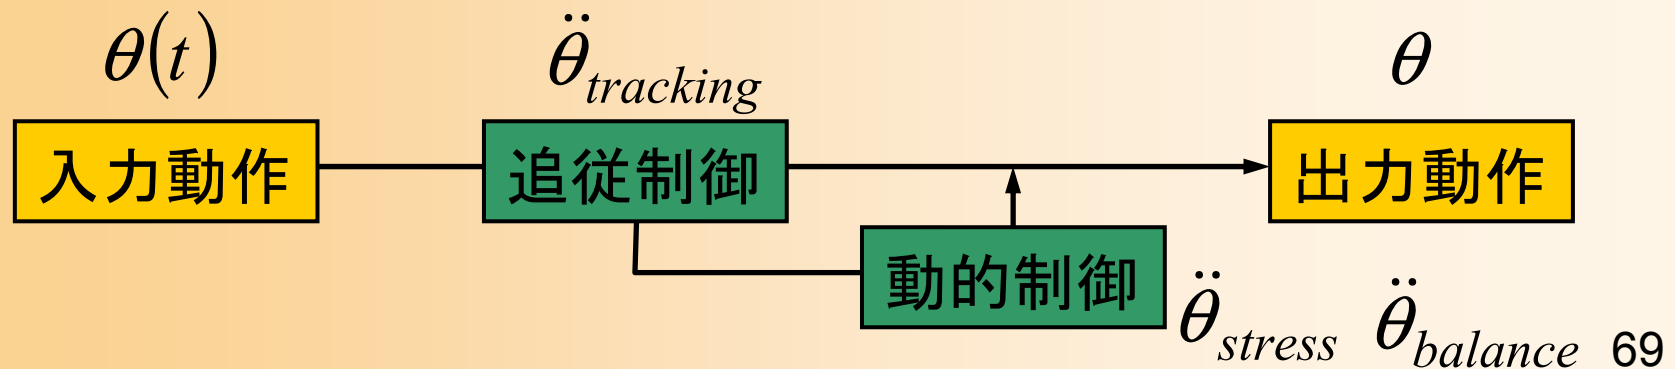 θ(t) θ̈tracking θ
入力動作 追従制御 出力動作
動的制御
θ̈stress θ̈balance 69